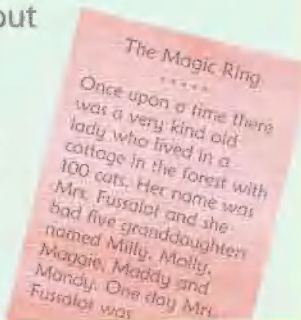 out
The Magic Ring
*****
Once upon a time there
was a very kind old
lady who lived in a
cottage in the forest with
100 cats. Her name was
Mrs. Fussalot and she
had five granddaughters
named Milly, Molly,
Maggie, Maddy and
Mandy. One day Mrs.
Fussalot was